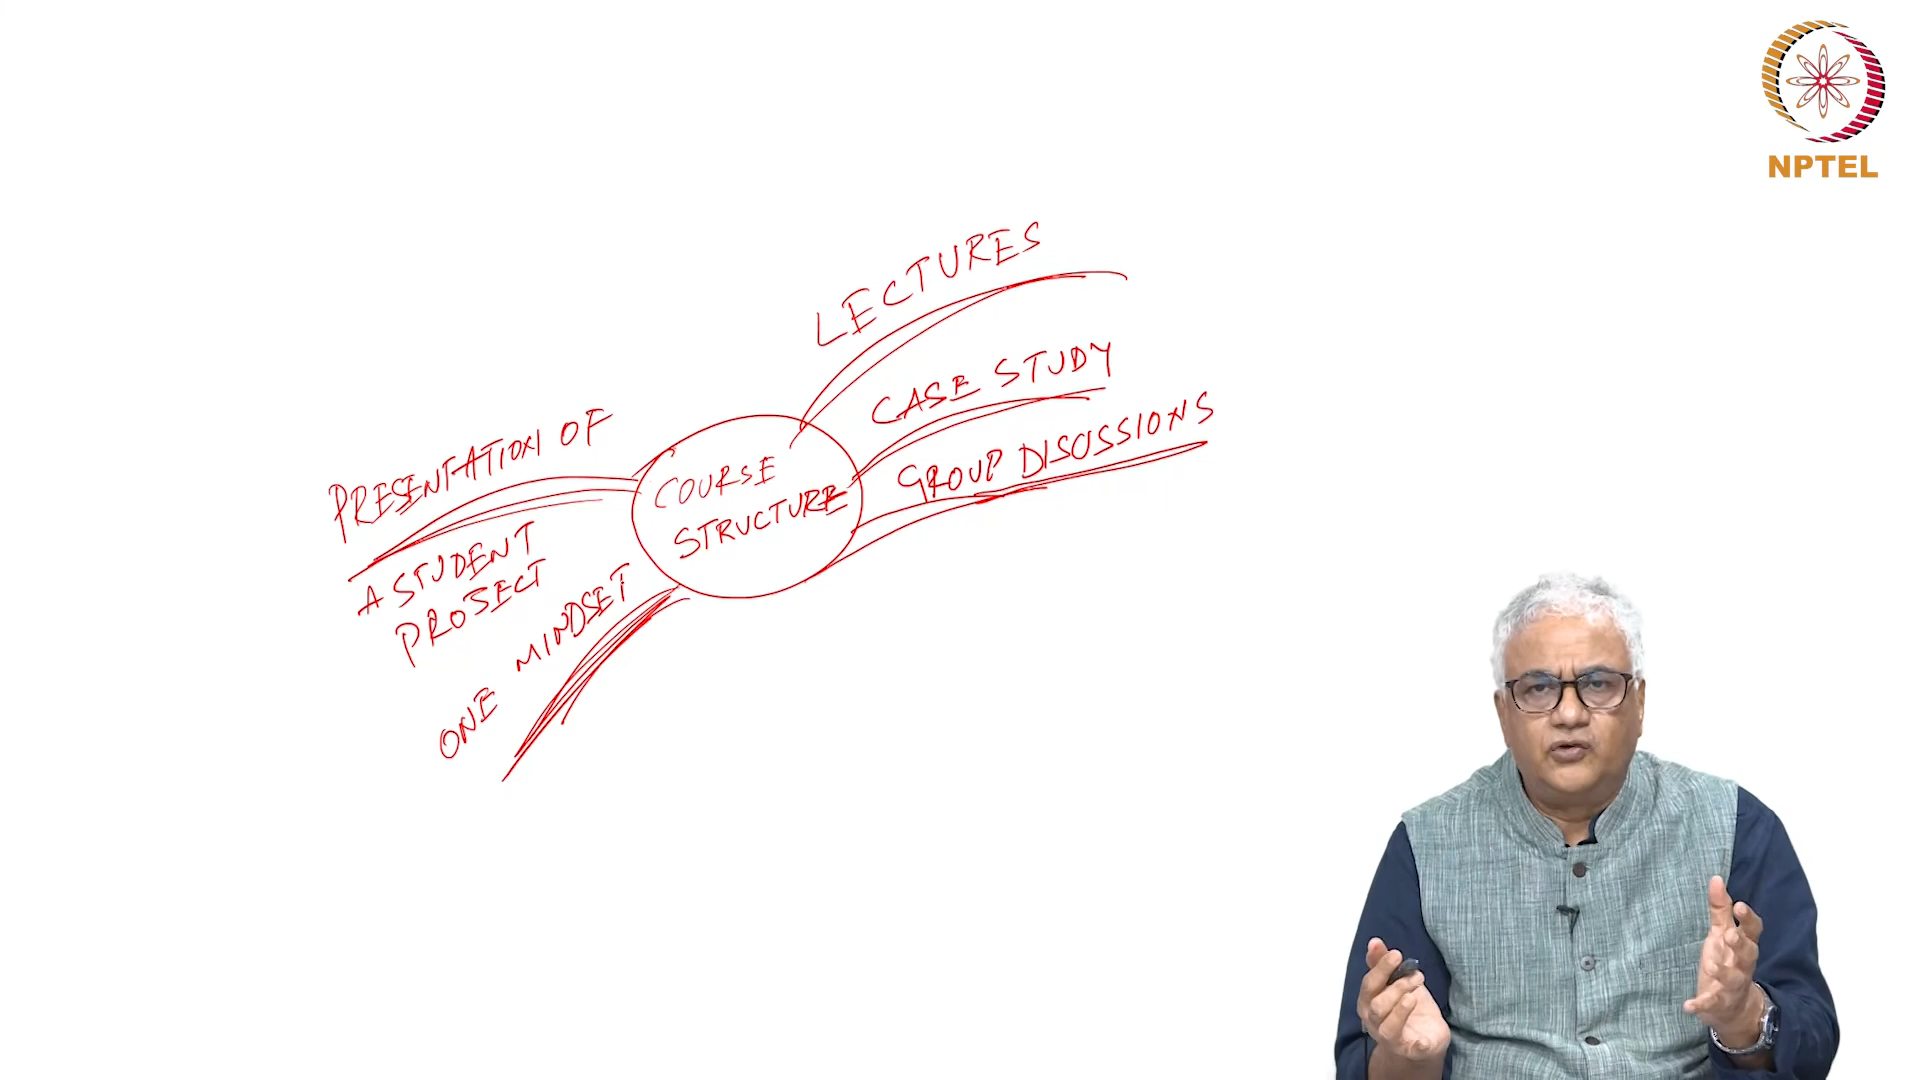 NPTEL
LECTURES
CASE STUDY
GROUP DISCUSSIONS
COURSE
STRUCTURE
PRESENTATION OF
A STUDENT
PROJECT
ONE MINDSET